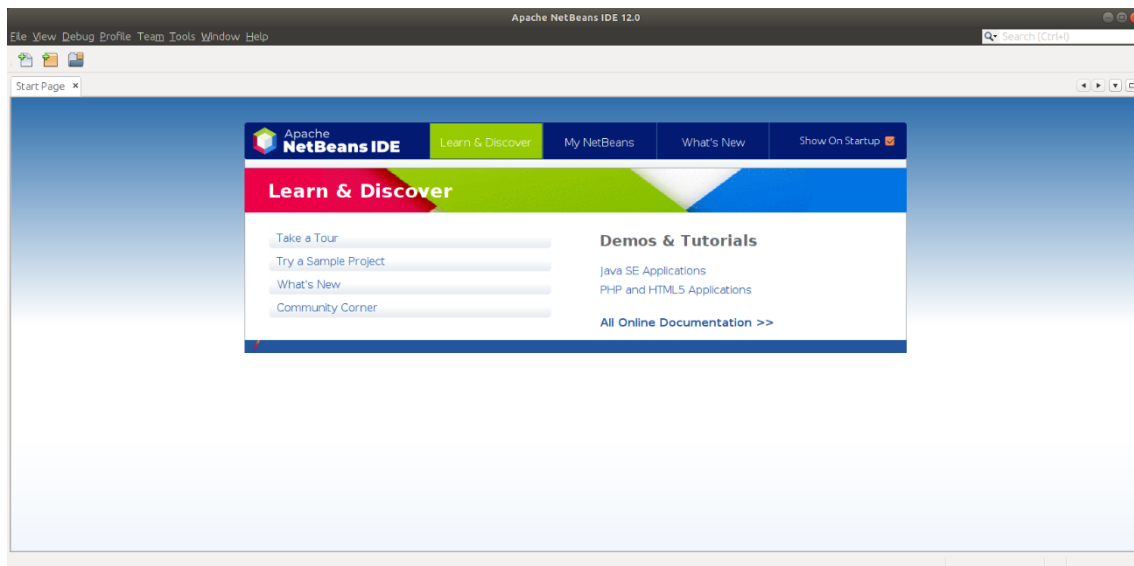 Apache NetBeans IDE 12.0
File View Debug Profile Team Tools Window Help
Search (Ctrl+I)
Start Page
Apache
NetBeans IDE
Learn & Discover
My NetBeans
What's New
Show On Startup
Learn & Discover
Take a Tour
Try a Sample Project
What's New
Community Corner
Demos & Tutorials
Java SE Applications
PHP and HTML5 Applications
All Online Documentation >>